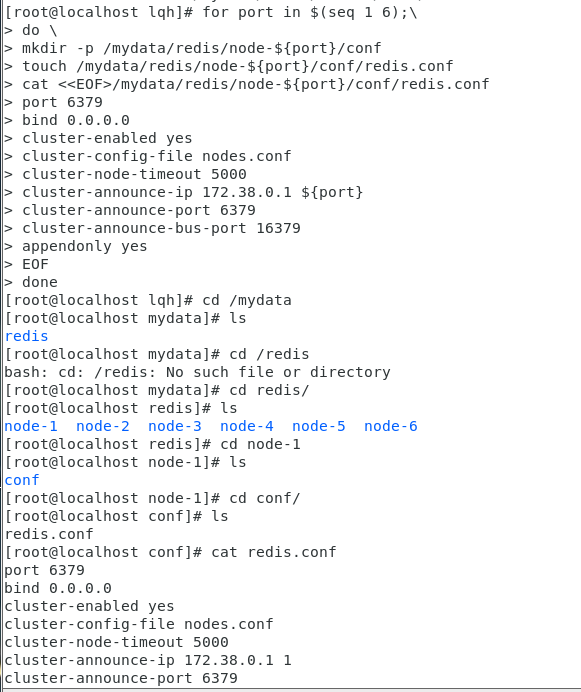 [root@localhost lqh]# for port in $(seq 1 6);\
> do \
> mkdir -p /mydata/redis/node-${port}/conf
> touch /mydata/redis/node-${port}/conf/redis.conf
> cat <<EOF>/mydata/redis/node-${port}/conf/redis.conf
> port 6379
> bind 0.0.0.0
> cluster-enabled yes
> cluster-config-file nodes.conf
> cluster-node-timeout 5000
> cluster-announce-ip 172.38.0.1 ${port}
> cluster-announce-port 6379
> cluster-announce-bus-port 16379
> appendonly yes
> EOF
> done
[root@localhost lqh]# cd /mydata
[root@localhost mydata]# ls
redis
[root@localhost mydata]# cd /redis
bash: cd: /redis: No such file or directory
[root@localhost mydata]# cd redis/
[root@localhost redis]# ls
node-1  node-2  node-3  node-4  node-5  node-6
[root@localhost redis]# cd node-1
[root@localhost node-1]# ls
conf
[root@localhost node-1]# cd conf/
[root@localhost conf]# ls
redis.conf
[root@localhost conf]# cat redis.conf
port 6379
bind 0.0.0.0
cluster-enabled yes
cluster-config-file nodes.conf
cluster-node-timeout 5000
cluster-announce-ip 172.38.0.1 1
cluster-announce-port 6379